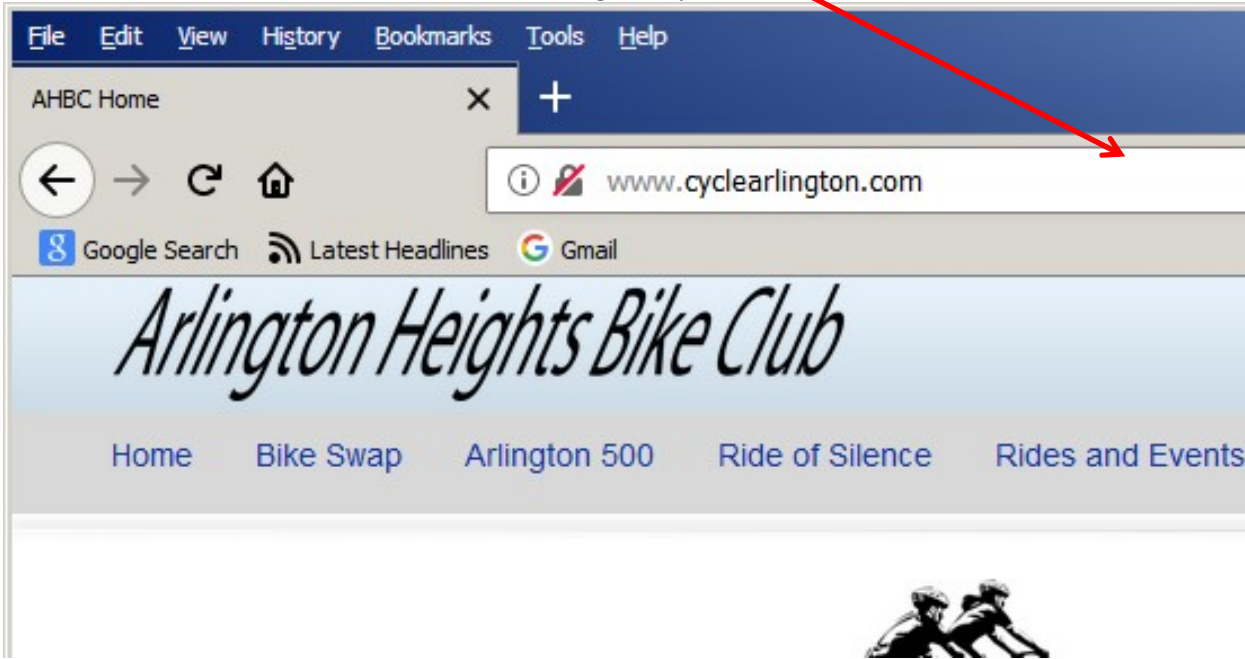 File Edit View History Bookmarks Tools Help
AHBC Home
www.cyclearlington.com
Google Search Latest Headlines Gmail
Arlington Heights Bike Club
Home Bike Swap Arlington 500 Ride of Silence Rides and Events